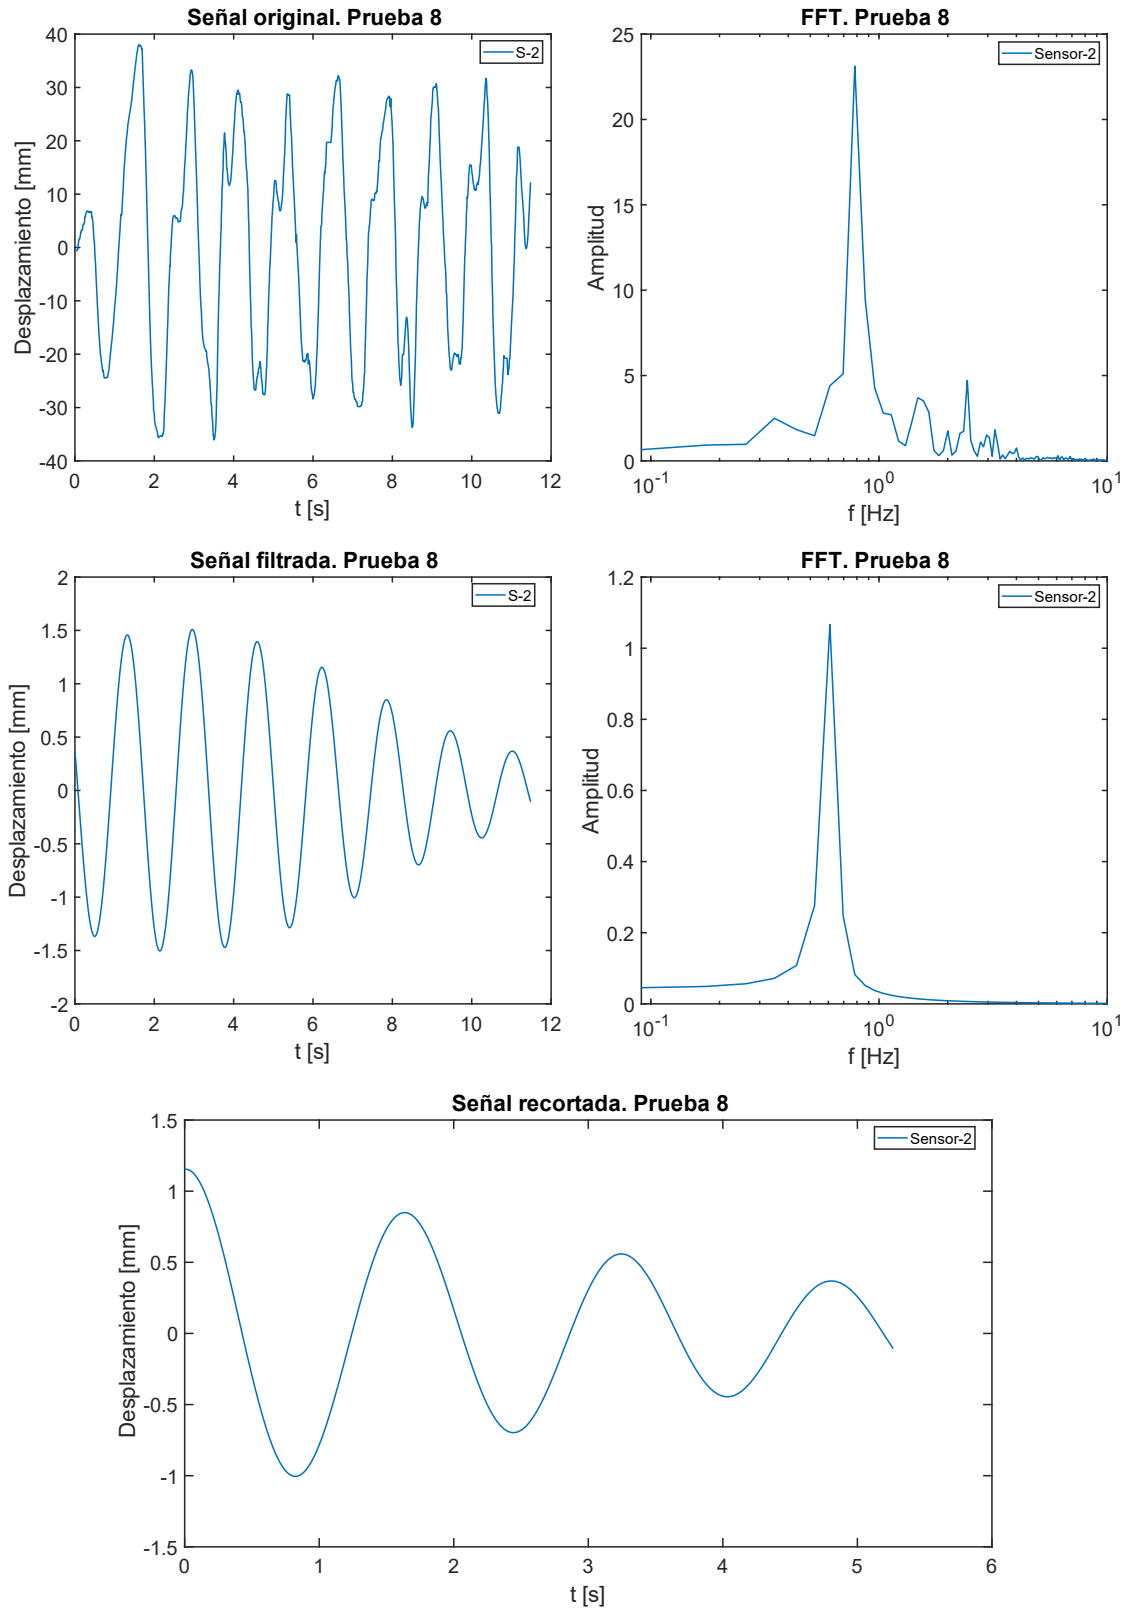 Señal original. Prueba 8
40
30
20
10
0
-10
-20
-30
-40
Desplazamiento [mm]
S-2
0 2 4 6 8 10 12
t [s]
FFT. Prueba 8
25
20
15
10
5
0
Amplitud
Sensor-2
10^-1 10^0 10^1
f [Hz]
Señal filtrada. Prueba 8
2
1.5
1
0.5
0
-0.5
-1
-1.5
-2
Desplazamiento [mm]
S-2
0 2 4 6 8 10 12
t [s]
FFT. Prueba 8
1.2
1
0.8
0.6
0.4
0.2
0
Amplitud
Sensor-2
10^-1 10^0 10^1
f [Hz]
Señal recortada. Prueba 8
1.5
1
0.5
0
-0.5
-1
-1.5
Desplazamiento [mm]
Sensor-2
0 1 2 3 4 5 6
t [s]